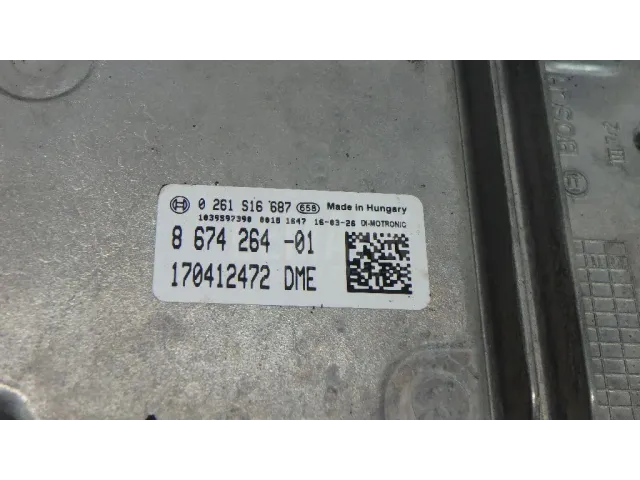 0 261 S16 687 658 Made in Hungary
1039S97390 0010 1647 16-03-26 DI-MOTRONIC
8 674 264 -01
170412472 DME
BOSCH